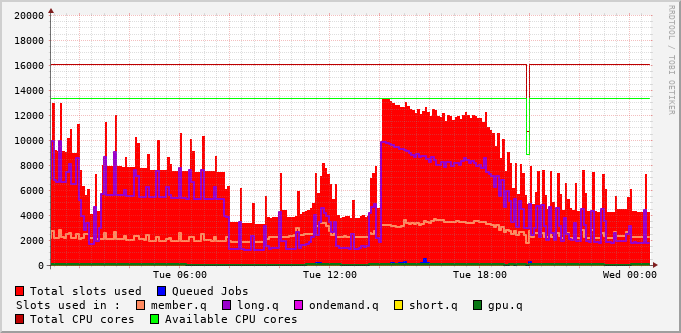 20000
18000
16000
14000
12000
10000
8000
6000
4000
2000
0
Tue 06:00 Tue 12:00 Tue 18:00 Wed 00:00
Total slots used Queued Jobs
Slots used in : member.q long.q ondemand.q short.q gpu.q
Total CPU cores Available CPU cores
RRDTOOL / TOBI OETIKER